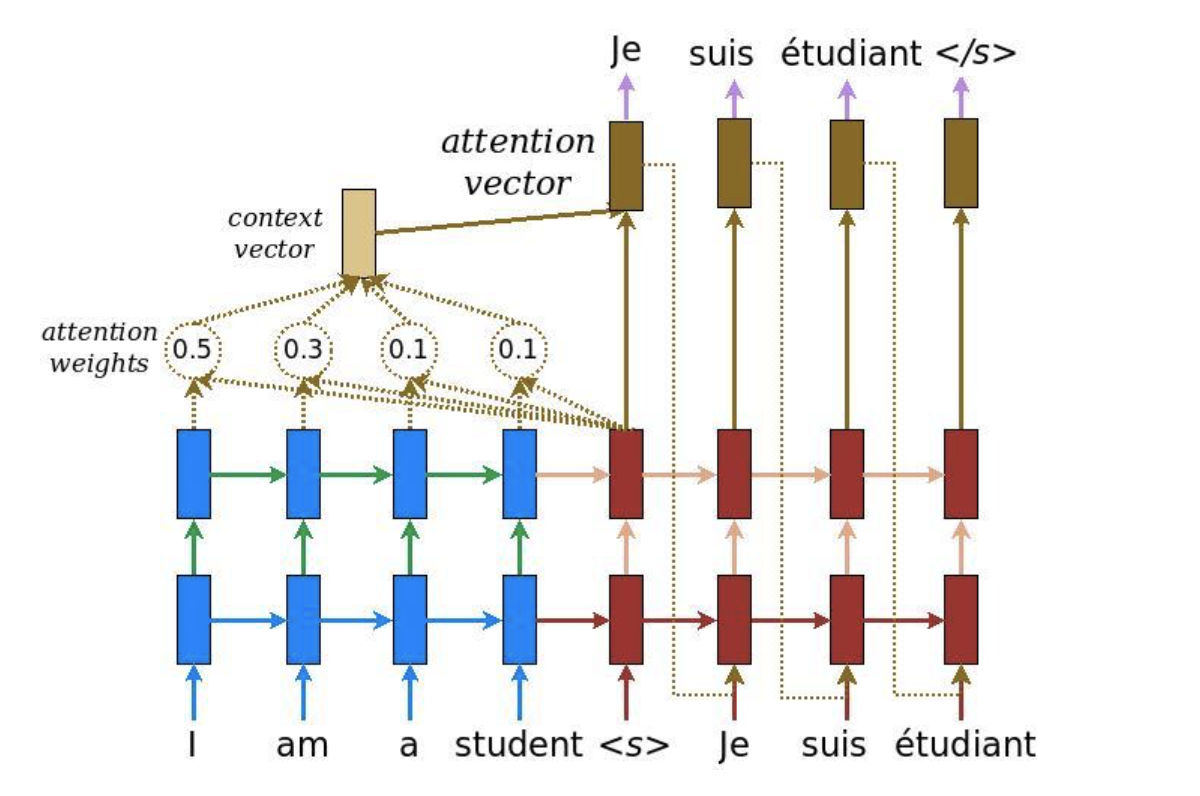 Je suis étudiant </s>
attention
vector
context
vector
attention
weights
0.5 0.3 0.1 0.1
I am a student <s> Je suis étudiant